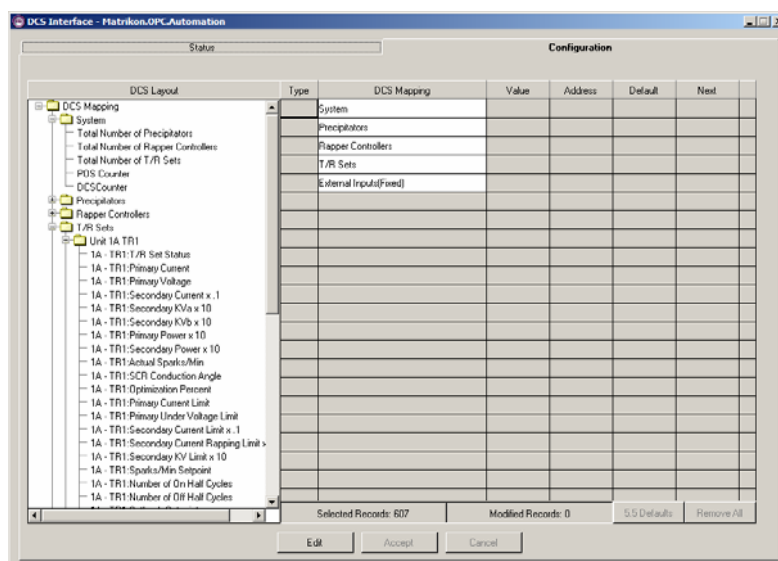 DCS Interface - Matrikon.OPC.Automation
Status
Configuration
DCS Layout
Type
DCS Mapping
Value
Address
Default
Next
DCS Mapping
System
Total Number of Precipitators
Total Number of Rapper Controllers
Total Number of T/R Sets
POS Counter
DCSCounter
Precipitators
Rapper Controllers
T/R Sets
Unit 1A TR1
1A - TR1:T/R Set Status
1A - TR1:Primary Current
1A - TR1:Primary Voltage
1A - TR1:Secondary Current x .1
1A - TR1:Secondary KVa x 10
1A - TR1:Secondary KVb x 10
1A - TR1:Primary Power x 10
1A - TR1:Secondary Power x 10
1A - TR1:Actual Sparks/Min
1A - TR1:SCR Conduction Angle
1A - TR1:Optimization Percent
1A - TR1:Primary Current Limit
1A - TR1:Primary Under Voltage Limit
1A - TR1:Secondary Current Limit x .1
1A - TR1:Secondary Current Rapping Limit x
1A - TR1:Secondary KV Limit x 10
1A - TR1:Sparks/Min Setpoint
1A - TR1:Number of On Half Cycles
1A - TR1:Number of Off Half Cycles
System
Precipitators
Rapper Controllers
T/R Sets
External Inputs(Fixed)
Selected Records: 607
Modified Records: 0
5.5 Defaults
Remove All
Edit
Accept
Cancel